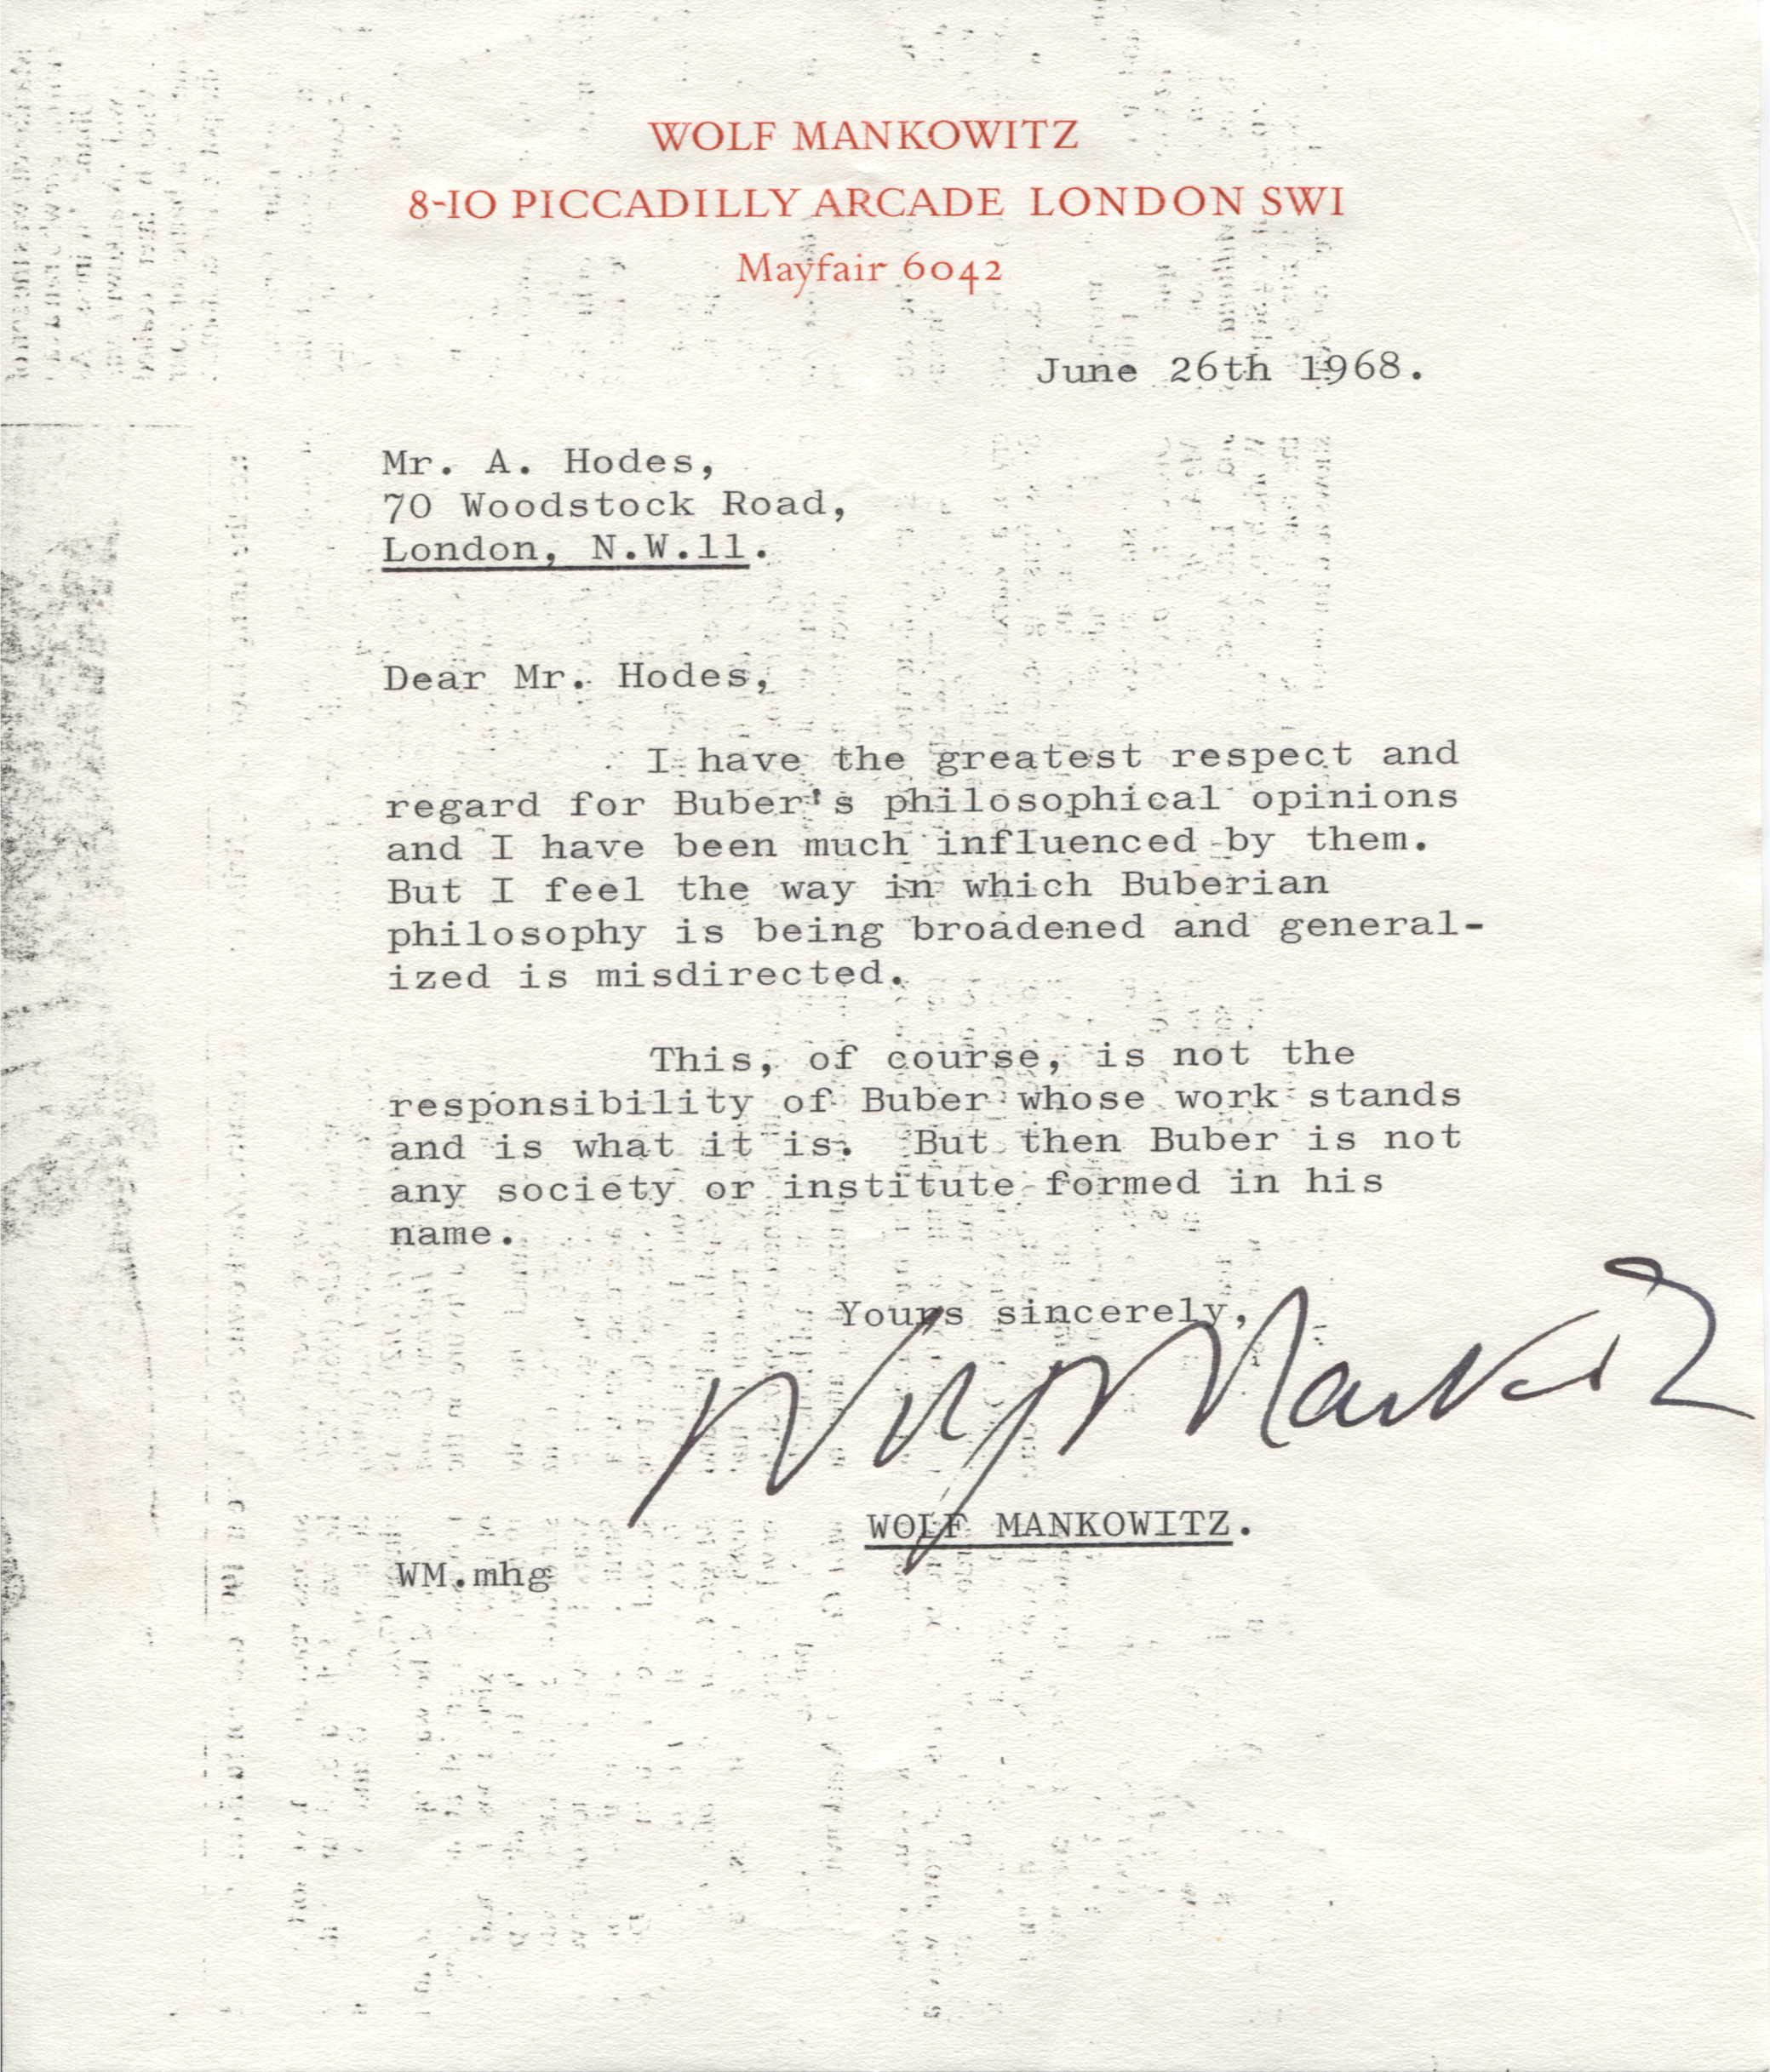 WOLF MANKOWITZ
8-10 PICCADILLY ARCADE LONDON SW1
Mayfair 6042
June 26th 1968.
Mr. A. Hodes,
70 Woodstock Road,
London, N.W.11.
Dear Mr. Hodes,
I have the greatest respect and
regard for Buber's philosophical opinions
and I have been much influenced by them.
But I feel the way in which Buberian
philosophy is being broadened and general-
ized is misdirected.
This, of course, is not the
responsibility of Buber whose work stands
and is what it is. But then Buber is not
any society or institute formed in his
name.
Yours sincerely,
Wolf Mankowitz
WOLF MANKOWITZ.
WM.mhg